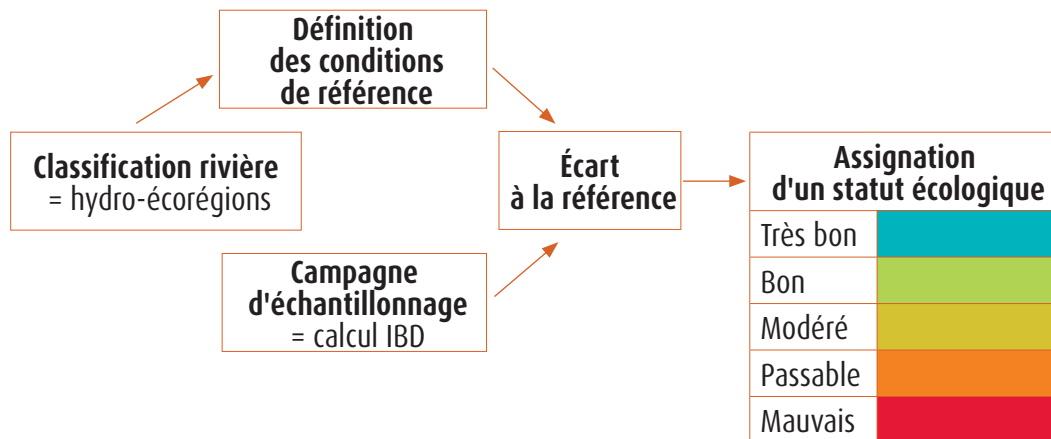 Définition
des conditions
de référence
Classification rivière
= hydro-écorégions
Campagne
d'échantillonnage
= calcul IBD
Écart
à la référence
Assignation
d'un statut écologique
Très bon
Bon
Modéré
Passable
Mauvais